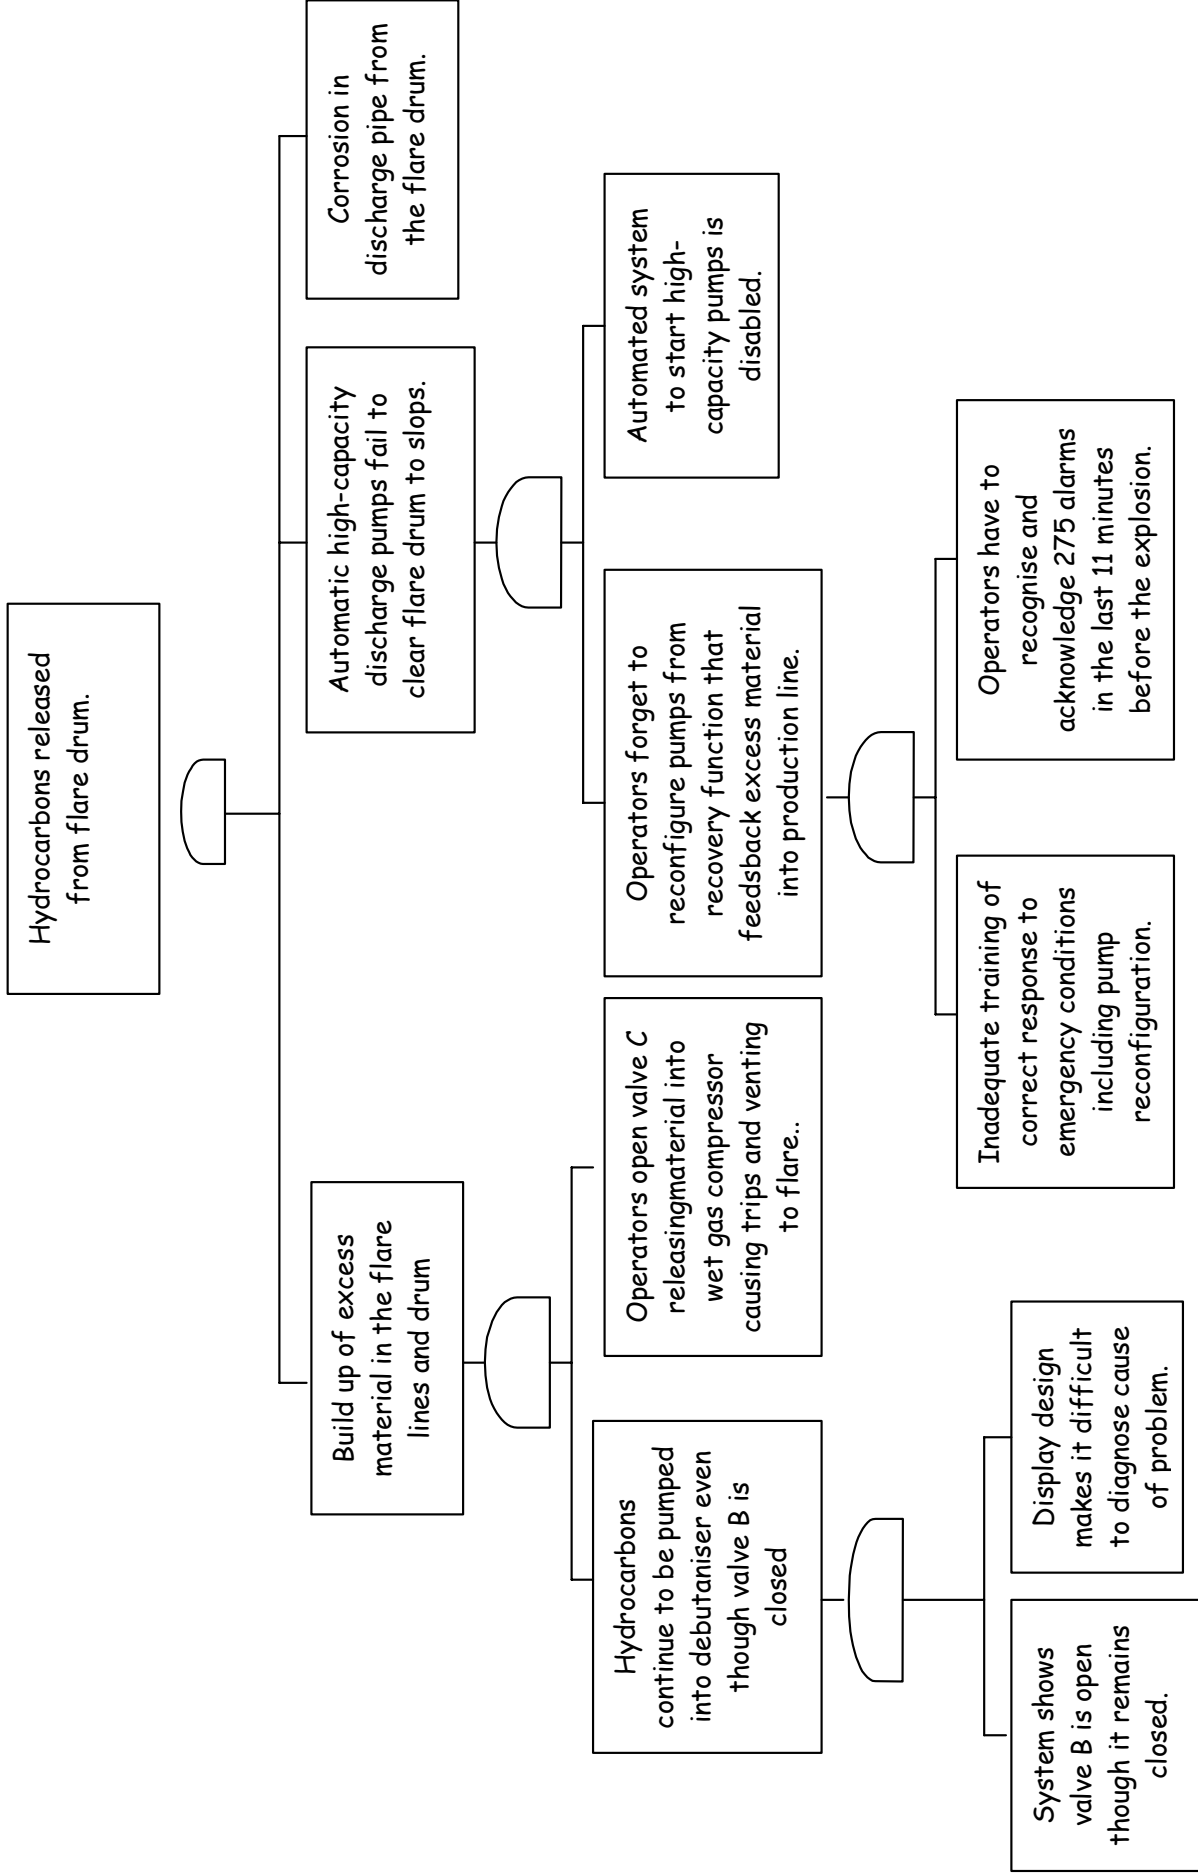 Hydrocarbons released
from flare drum.
Build up of excess
material in the flare
lines and drum
Automatic high-capacity
discharge pumps fail to
clear flare drum to slops.
Corrosion in
discharge pipe from
the flare drum.
Hydrocarbons
continue to be pumped
into debutaniser even
though valve B is
closed
Operators open valve C
releasingmaterial into
wet gas compressor
causing trips and venting
to flare..
Operators forget to
reconfigure pumps from
recovery function that
feedsback excess material
into production line.
Automated system
to start high-
capacity pumps is
disabled.
System shows
valve B is open
though it remains
closed.
Display design
makes it difficult
to diagnose cause
of problem.
Inadequate training of
correct response to
emergency conditions
including pump
reconfiguration.
Operators have to
recognise and
acknowledge 275 alarms
in the last 11 minutes
before the explosion.